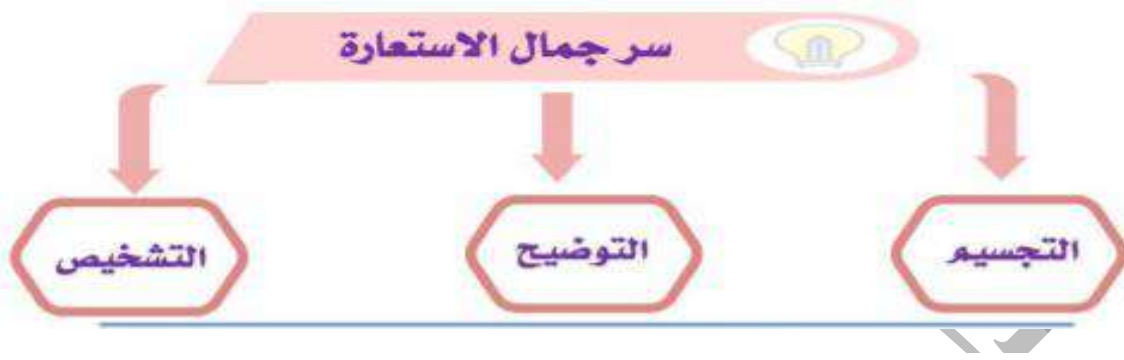 سر جمال الاستعارة
التجسيم
التوضيح
التشخيص